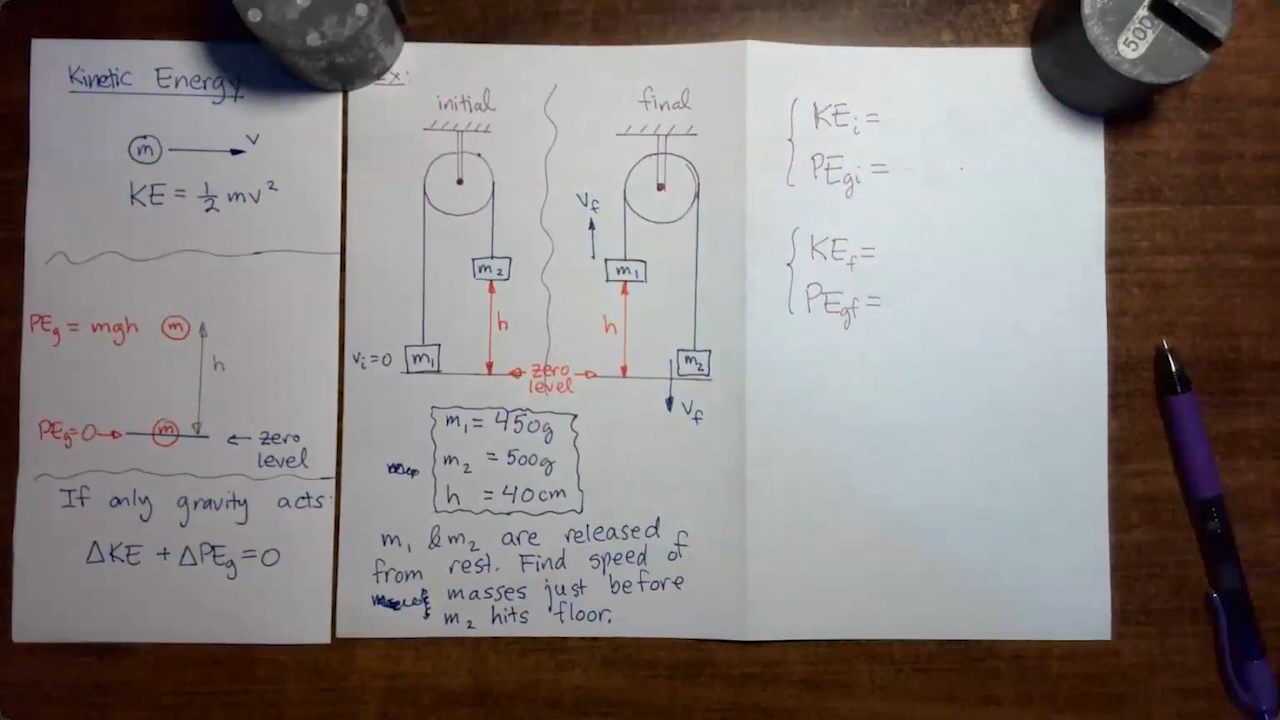 Kinetic Energy
m
v
KE = 1/2 mv²
PEg = mgh
m
h
PEg=0
m
zero
level
If only gravity acts:
ΔKE + ΔPEg = 0
Ex:
initial
m₂
h
vᵢ=0
m₁
zero
level
final
Vf
m₁
h
m₂
Vf
m₁ = 450g
m₂ = 500g
h = 40cm
m₁ & m₂ are released
from rest. Find speed of
masses just before
m₂ hits floor.
KEi =
PEgi =
KEf =
PEgf =
500